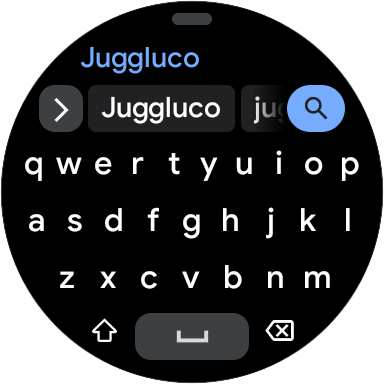 Juggluco
Juggluco jug
q w e r t y u i o p
a s d f g h j k l
z x c v b n m